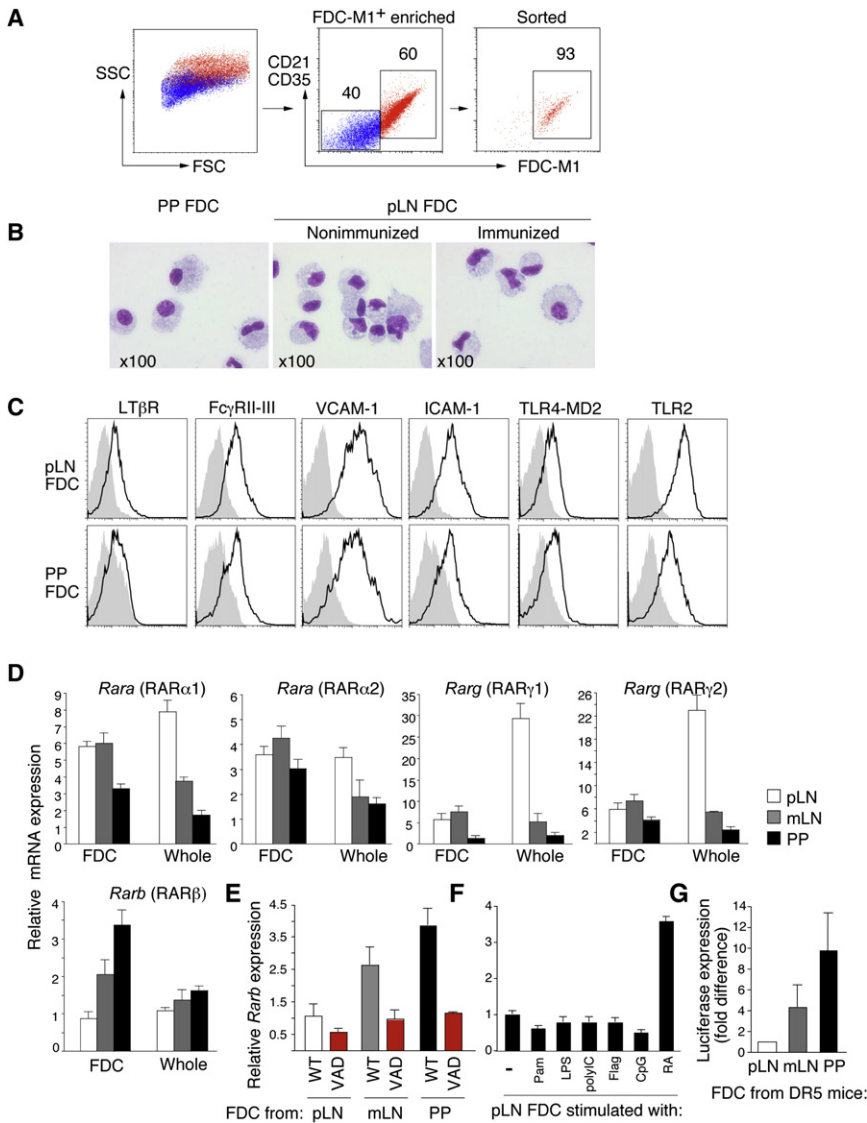 A
FDC-M1+ enriched
Sorted
SSC
FSC
CD21
CD35
40
60
93
FDC-M1
PP FDC
pLN FDC
B
Nonimmunized
Immunized
x100
x100
x100
C
LTβR
FcγRII-III
VCAM-1
ICAM-1
TLR4-MD2
TLR2
pLN
FDC
PP
FDC
D
Relative mRNA expression
Rara (RARα1)
9
8
7
6
5
4
3
2
1
0
FDC
Whole
Rara (RARα2)
6
5
4
3
2
1
0
FDC
Whole
Rarg (RARγ1)
35
30
25
20
15
10
5
0
FDC
Whole
Rarg (RARγ2)
26
22
18
14
10
6
2
FDC
Whole
pLN
mLN
PP
Rarb (RARβ)
4
3
2
1
0
FDC
Whole
E
Relative Rarb expression
4.5
3.5
2.5
1.5
0.5
WT
VAD
WT
VAD
WT
VAD
FDC from:
pLN
mLN
PP
F
4
3
2
1
0
-
Pam
LPS
polyIC
Flag
CpG
RA
pLN FDC stimulated with:
G
Luciferase expression
(fold difference)
14
12
10
8
6
4
2
0
pLN
mLN
PP
FDC from DR5 mice: